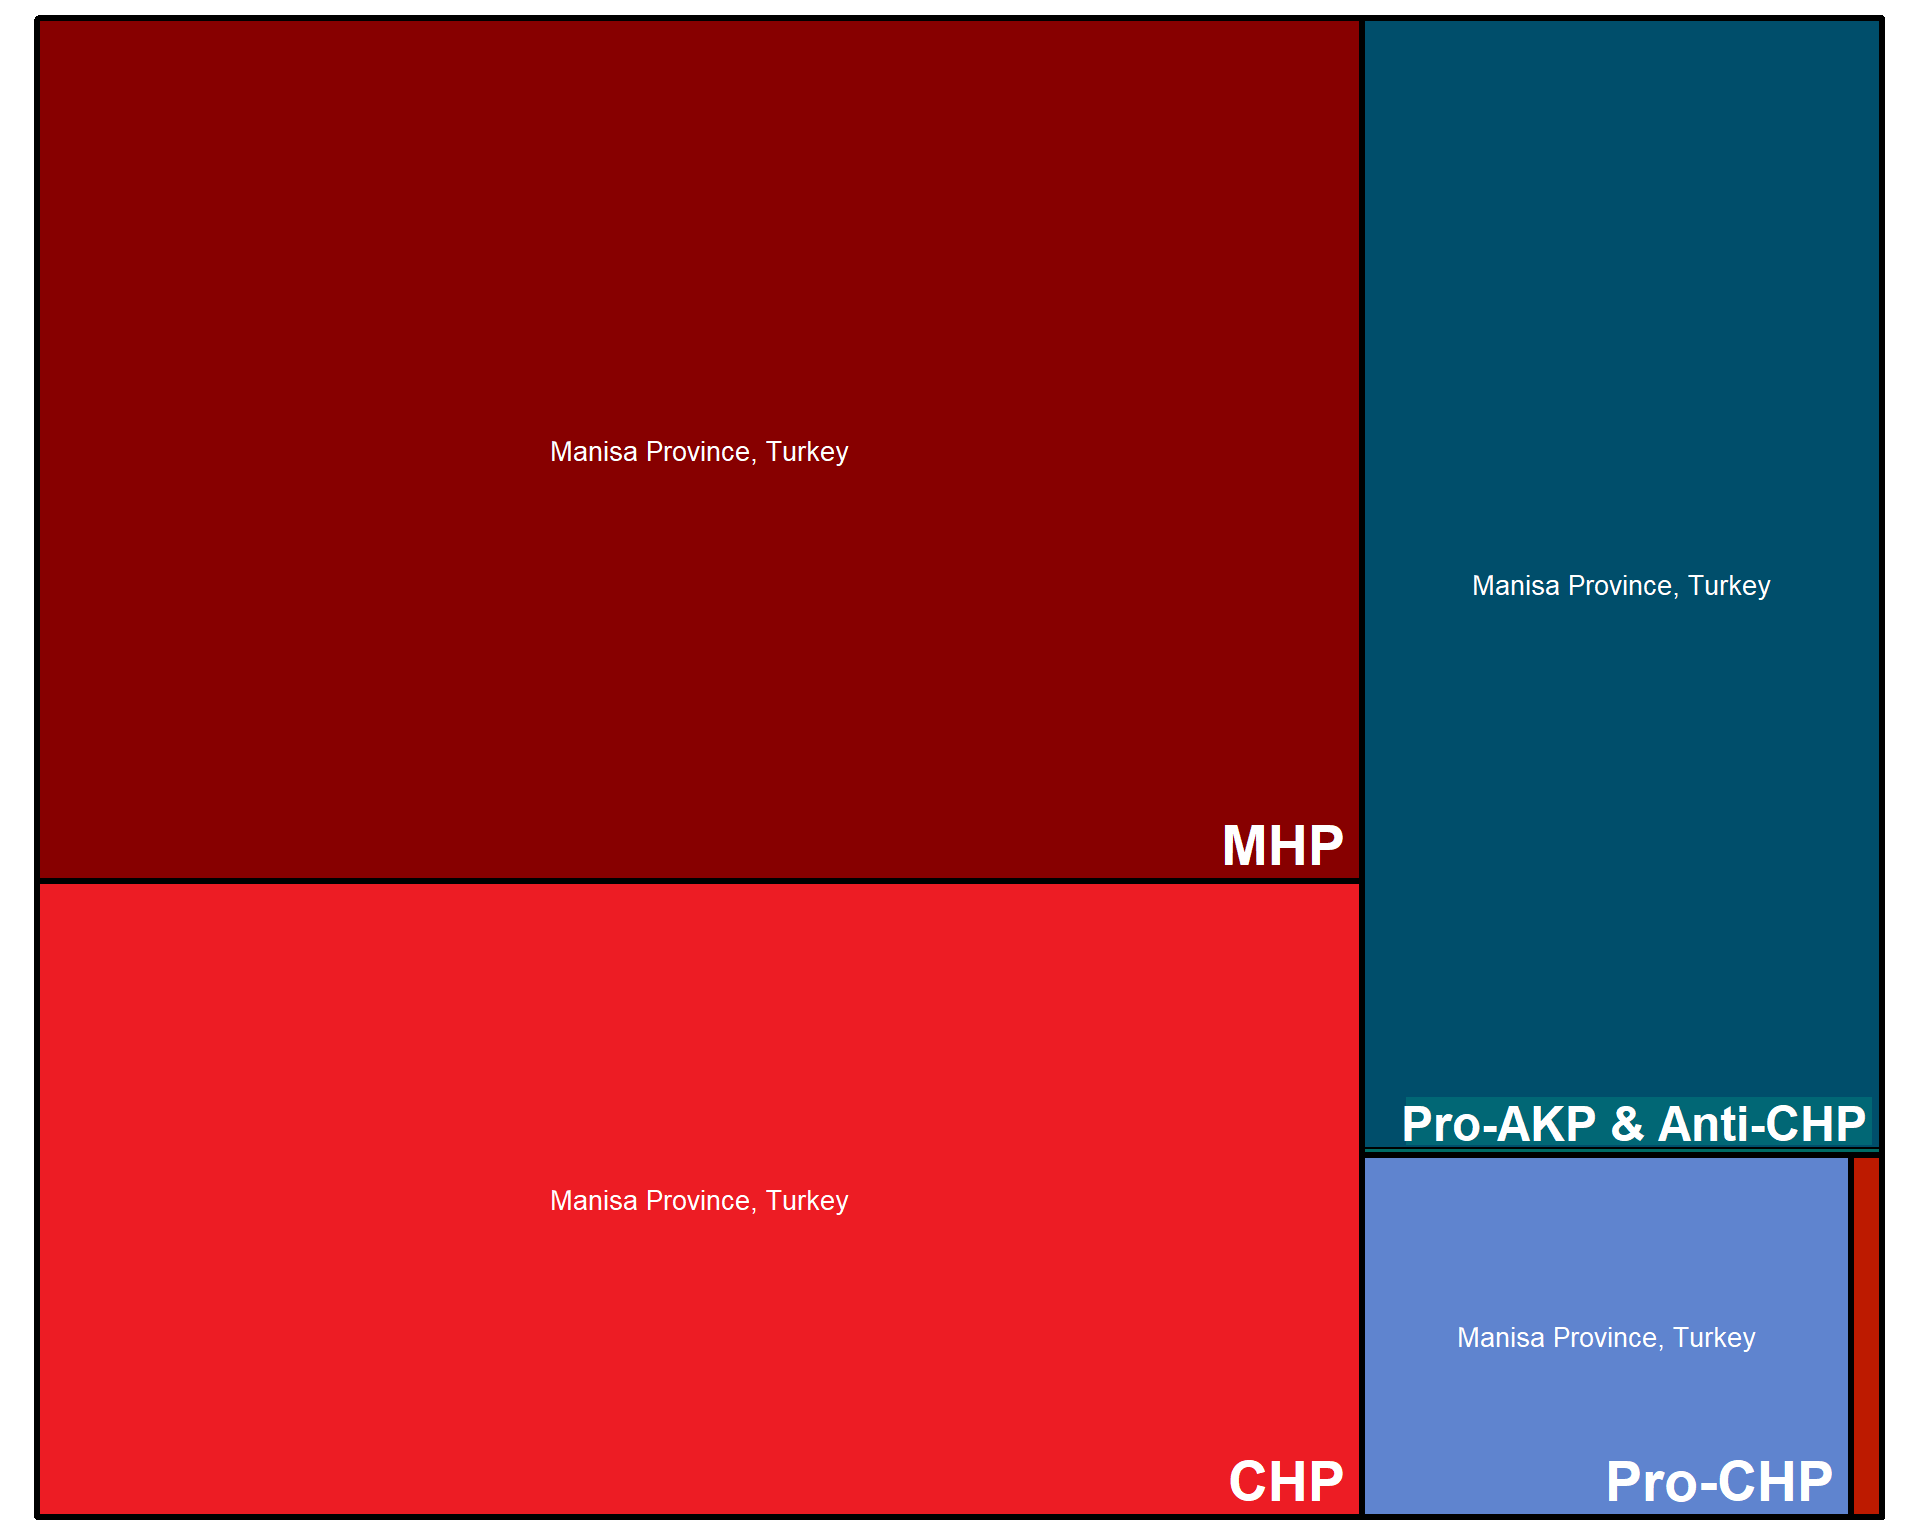 Manisa Province, Turkey
MHP
Manisa Province, Turkey
CHP
Manisa Province, Turkey
Pro-AKP & Anti-CHP
Manisa Province, Turkey
Pro-CHP